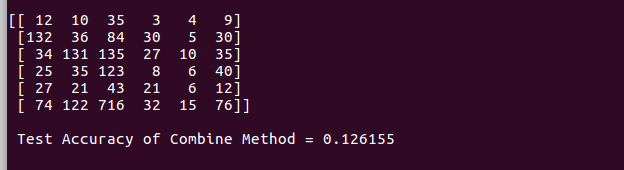 [[ 12  10  35   3   4   9]
 [132  36  84  30   5  30]
 [ 34 131 135  27  10  35]
 [ 25  35 123   8   6  40]
 [ 27  21  43  21   6  12]
 [ 74 122 716  32  15  76]]
 Test Accuracy of Combine Method = 0.126155